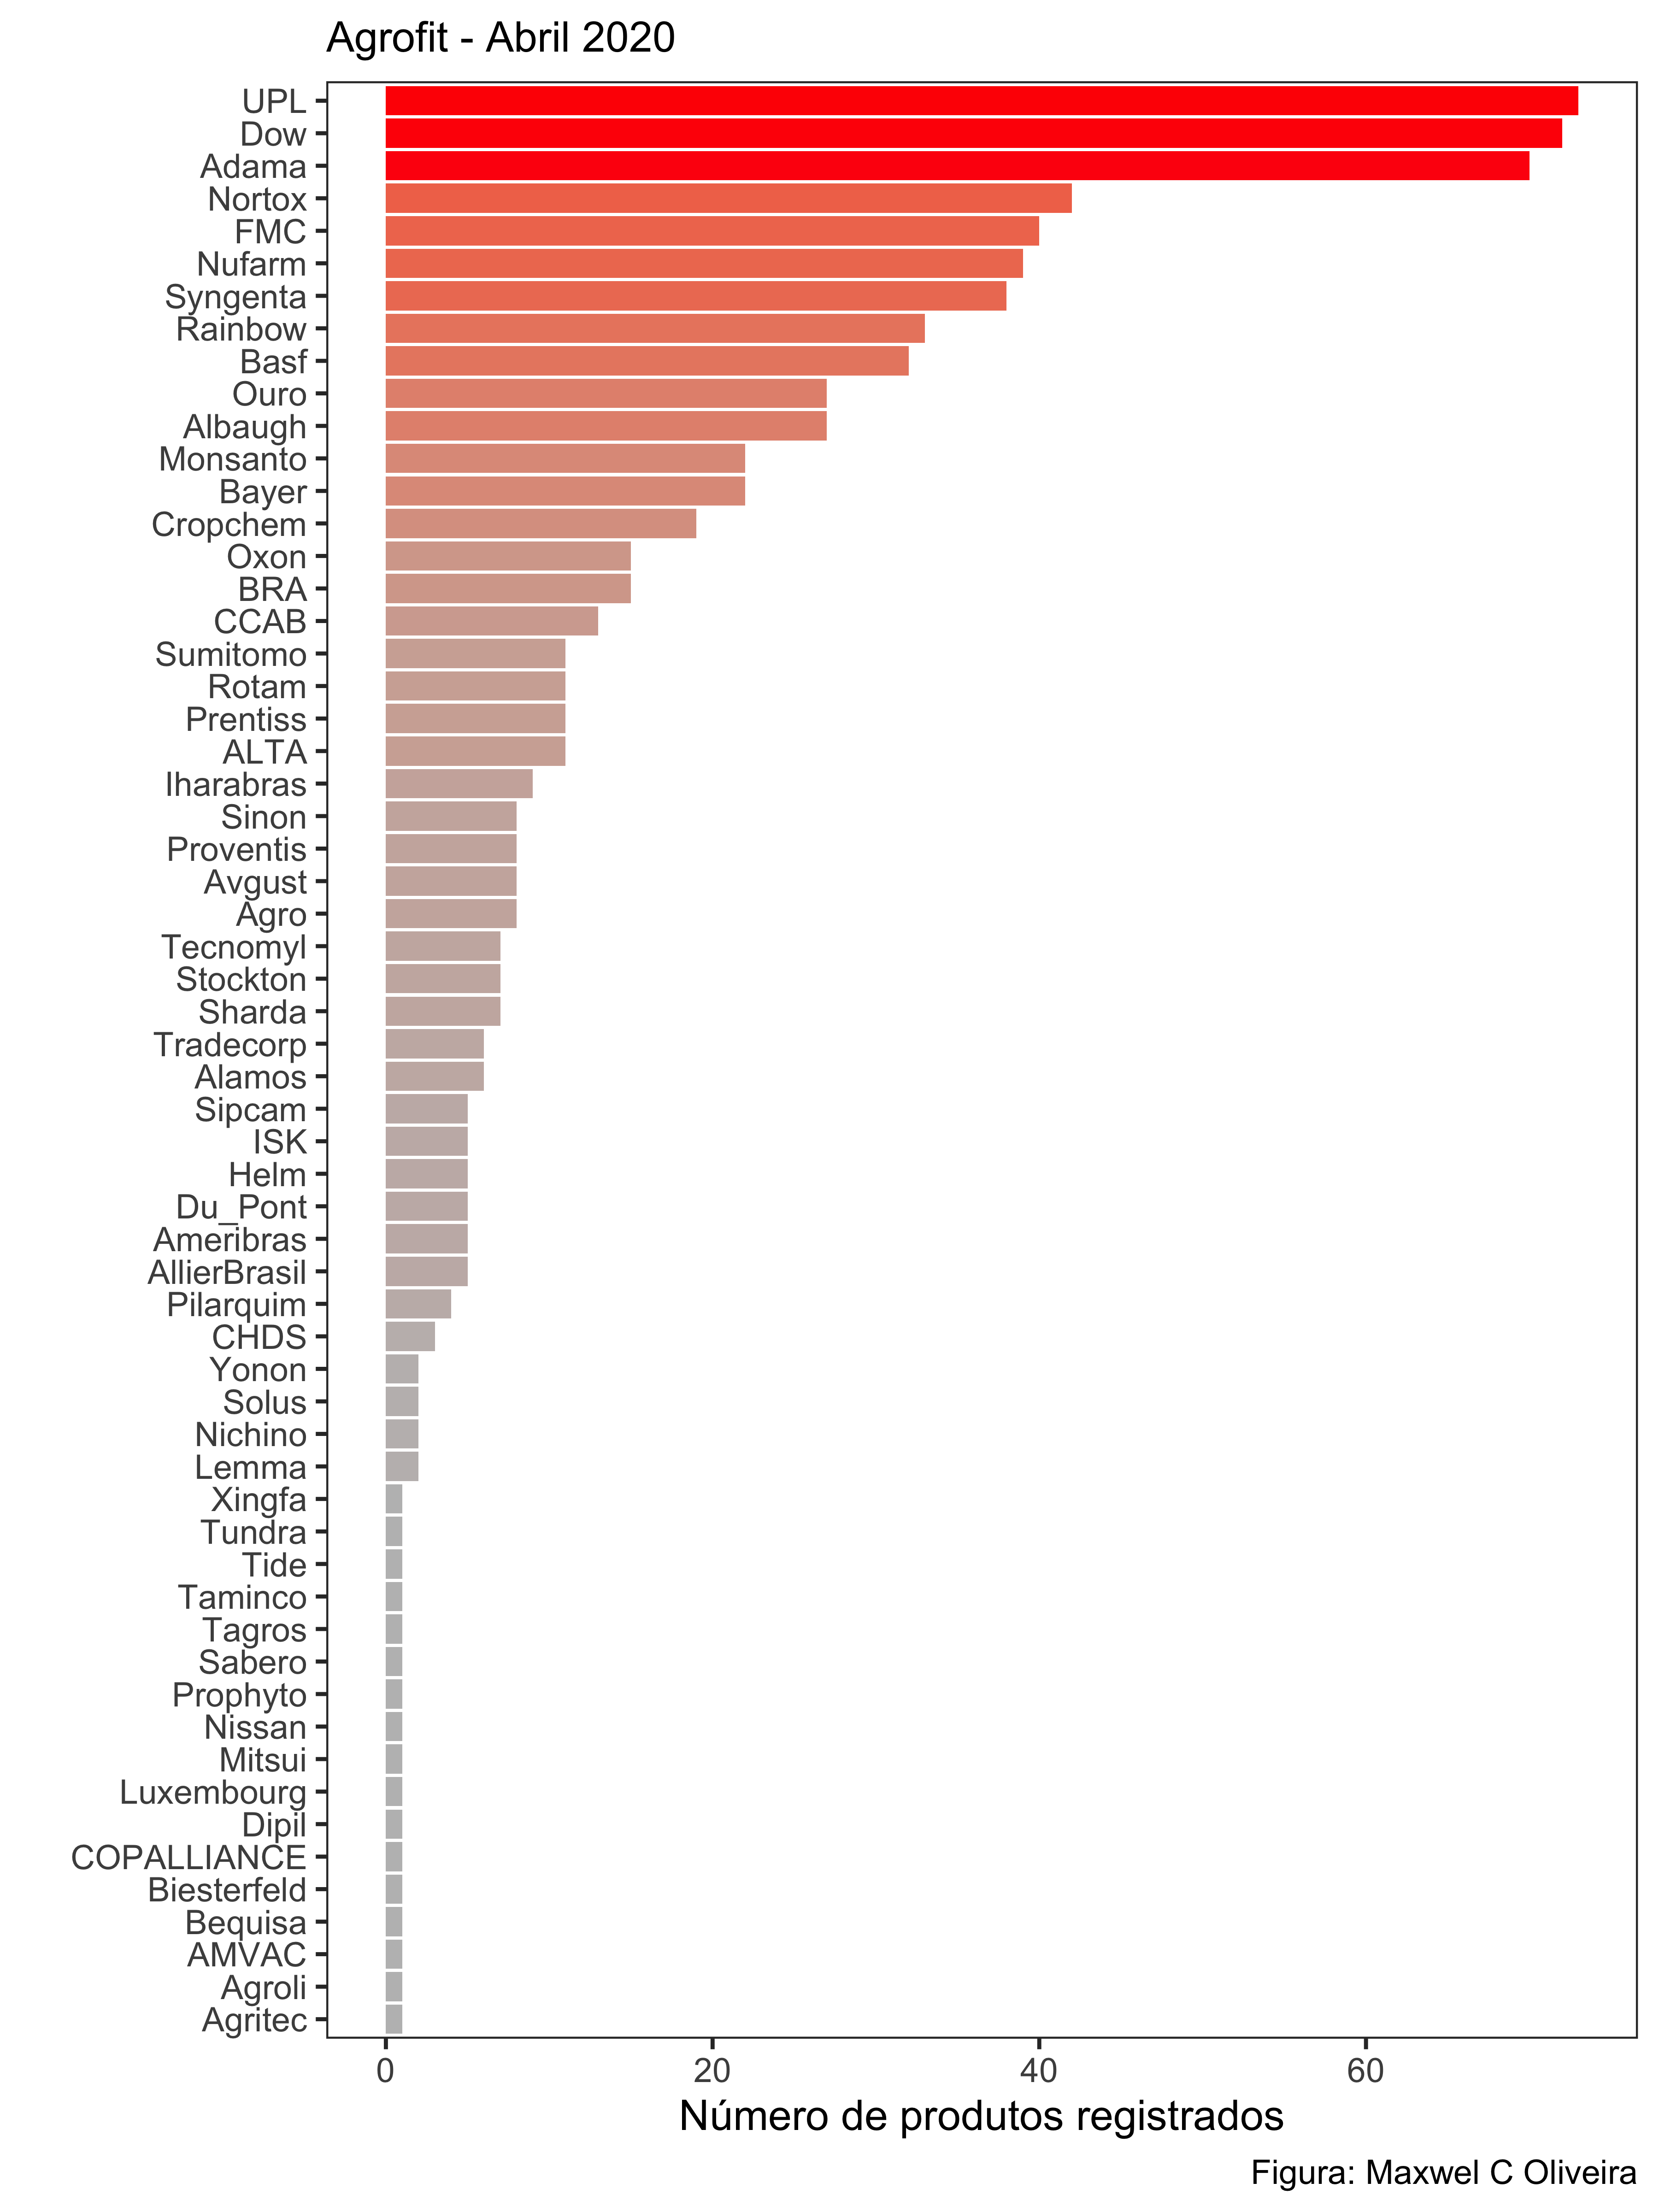 Agrofit - Abril 2020
UPL
Dow
Adama
Nortox
FMC
Nufarm
Syngenta
Rainbow
Basf
Ouro
Albaugh
Monsanto
Bayer
Cropchem
Oxon
BRA
CCAB
Sumitomo
Rotam
Prentiss
ALTA
Iharabras
Sinon
Proventis
Avgust
Agro
Tecnomyl
Stockton
Sharda
Tradecorp
Alamos
Sipcam
ISK
Helm
Du_Pont
Ameribras
AllierBrasil
Pilarquim
CHDS
Yonon
Solus
Nichino
Lemma
Xingfa
Tundra
Tide
Taminco
Tagros
Sabero
Prophyto
Nissan
Mitsui
Luxembourg
Dipil
COPALLIANCE
Biesterfeld
Bequisa
AMVAC
Agroli
Agritec
0 20 40 60
Número de produtos registrados
Figura: Maxwel C Oliveira